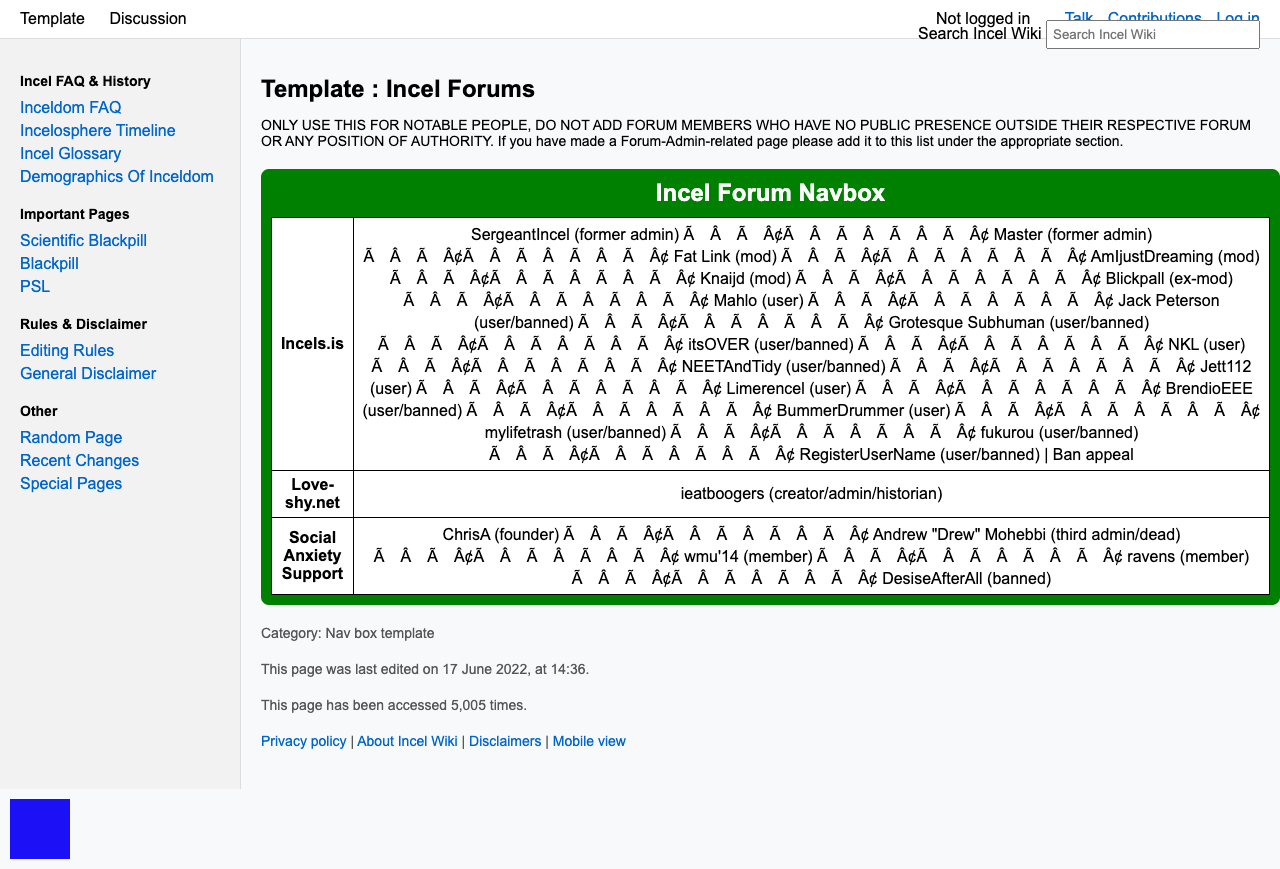 Template Discussion Not logged in Talk Contributions Log in
Search Incel Wiki Search Incel Wiki
Incel FAQ & History
Inceldom FAQ
Incelosphere Timeline
Incel Glossary
Demographics Of Inceldom
Important Pages
Scientific Blackpill
Blackpill
PSL
Rules & Disclaimer
Editing Rules
General Disclaimer
Other
Random Page
Recent Changes
Special Pages
Template : Incel Forums
ONLY USE THIS FOR NOTABLE PEOPLE, DO NOT ADD FORUM MEMBERS WHO HAVE NO PUBLIC PRESENCE OUTSIDE THEIR RESPECTIVE FORUM
OR ANY POSITION OF AUTHORITY. If you have made a Forum-Admin-related page please add it to this list under the appropriate section.
Incel Forum Navbox
Incels.is
SergeantIncel (former admin) Ã Â Ã Â¢Ã Â Ã Â Ã Â Ã Â¢ Master (former admin)
Ã Â Ã Â¢Ã Â Ã Â Ã Â Ã Â¢ Fat Link (mod) Ã Â Ã Â¢Ã Â Ã Â Ã Â Ã Â¢ AmIjustDreaming (mod)
Ã Â Ã Â¢Ã Â Ã Â Ã Â Ã Â¢ Knaijd (mod) Ã Â Ã Â¢Ã Â Ã Â Ã Â Ã Â¢ Blickpall (ex-mod)
Ã Â Ã Â¢Ã Â Ã Â Ã Â Ã Â¢ Mahlo (user) Ã Â Ã Â¢Ã Â Ã Â Ã Â Ã Â¢ Jack Peterson
(user/banned) Ã Â Ã Â¢Ã Â Ã Â Ã Â Ã Â¢ Grotesque Subhuman (user/banned)
Ã Â Ã Â¢Ã Â Ã Â Ã Â Ã Â¢ itsOVER (user/banned) Ã Â Ã Â¢Ã Â Ã Â Ã Â Ã Â¢ NKL (user)
Ã Â Ã Â¢Ã Â Ã Â Ã Â Ã Â¢ NEETAndTidy (user/banned) Ã Â Ã Â¢Ã Â Ã Â Ã Â Ã Â¢ Jett112
(user) Ã Â Ã Â¢Ã Â Ã Â Ã Â Ã Â¢ Limerencel (user) Ã Â Ã Â¢Ã Â Ã Â Ã Â Ã Â¢ BrendioEEE
(user/banned) Ã Â Ã Â¢Ã Â Ã Â Ã Â Ã Â¢ BummerDrummer (user) Ã Â Ã Â¢Ã Â Ã Â Ã Â Ã Â¢
mylifetrash (user/banned) Ã Â Ã Â¢Ã Â Ã Â Ã Â Ã Â¢ fukurou (user/banned)
Ã Â Ã Â¢Ã Â Ã Â Ã Â Ã Â¢ RegisterUserName (user/banned) | Ban appeal
Love-
shy.net
ieatboogers (creator/admin/historian)
Social
Anxiety
Support
ChrisA (founder) Ã Â Ã Â¢Ã Â Ã Â Ã Â Ã Â¢ Andrew "Drew" Mohebbi (third admin/dead)
Ã Â Ã Â¢Ã Â Ã Â Ã Â Ã Â¢ wmu'14 (member) Ã Â Ã Â¢Ã Â Ã Â Ã Â Ã Â¢ ravens (member)
Ã Â Ã Â¢Ã Â Ã Â Ã Â Ã Â¢ DesiseAfterAll (banned)
Category: Nav box template
This page was last edited on 17 June 2022, at 14:36.
This page has been accessed 5,005 times.
Privacy policy | About Incel Wiki | Disclaimers | Mobile view